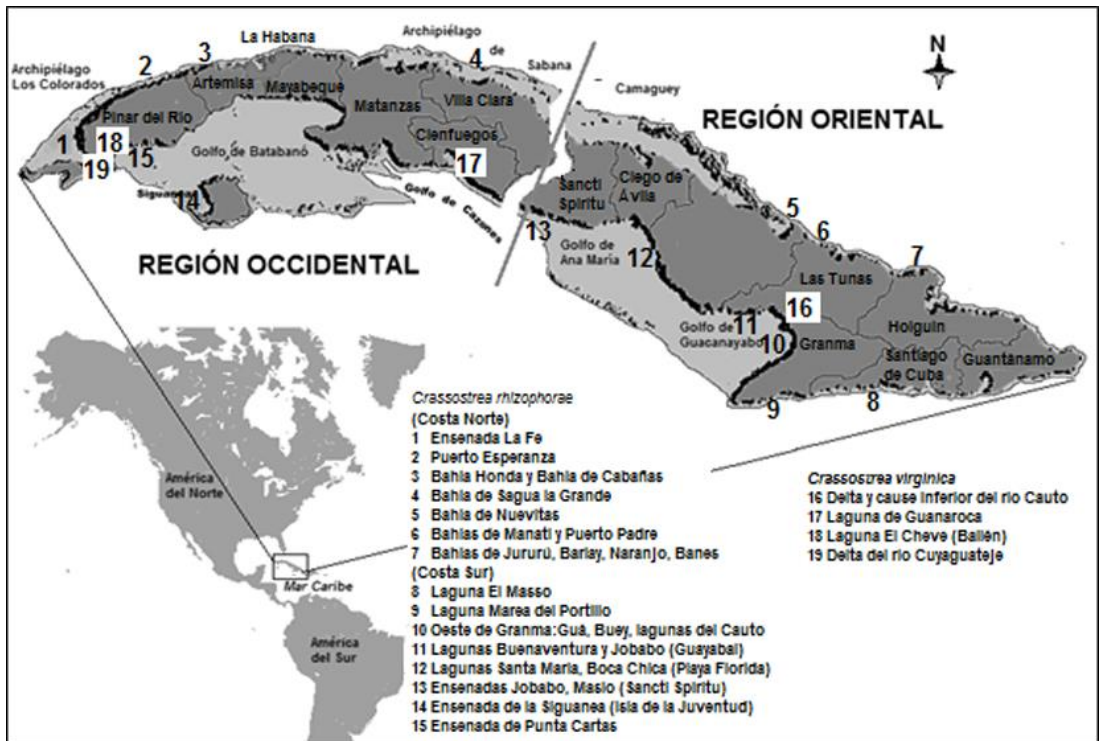 La Habana
Archipiélago
de
Sabana
N
Archipiélago
Los Colorados
2
3
4
Artemisa
Mayabeque
Camaguey
Pinar del Rio
Matanzas
Villa Clara
REGIÓN ORIENTAL
1
18
15
19
Golfo de Batabanó
Cienfuegos
17
Siguanea
14
Golfo de Cazones
Sancti
Spiritu
Ciego de
Ávila
5
6
7
13
REGIÓN OCCIDENTAL
Golfo de
Ana María
12
Las Tunas
16
11
Golfo de
Guacanayabo
10
Granma
Holguin
Santiago
de Cuba
Guantánamo
9
8
América
del Norte
Mar Caribe
América
del Sur
Crassostrea rhizophorae
(Costa Norte)
1 Ensenada La Fe
2 Puerto Esperanza
3 Bahía Honda y Bahía de Cabañas
4 Bahía de Sagua la Grande
5 Bahía de Nuevitas
6 Bahías de Manatí y Puerto Padre
7 Bahías de Jururú, Bariay, Naranjo, Banes
(Costa Sur)
8 Laguna El Masso
9 Laguna Marea del Portillo
10 Oeste de Granma:Guá, Buey, lagunas del Cauto
11 Lagunas Buenaventura y Jobabo (Guayabal)
12 Lagunas Santa María, Boca Chica (Playa Florida)
13 Ensenadas Jobabo, Masio (Sancti Spiritu)
14 Ensenada de la Siguanea (Isla de la Juventud)
15 Ensenada de Punta Cartas
Crassostrea virginica
16 Delta y cause inferior del río Cauto
17 Laguna de Guanaroca
18 Laguna El Cheve (Bailén)
19 Delta del río Cuyaguateje